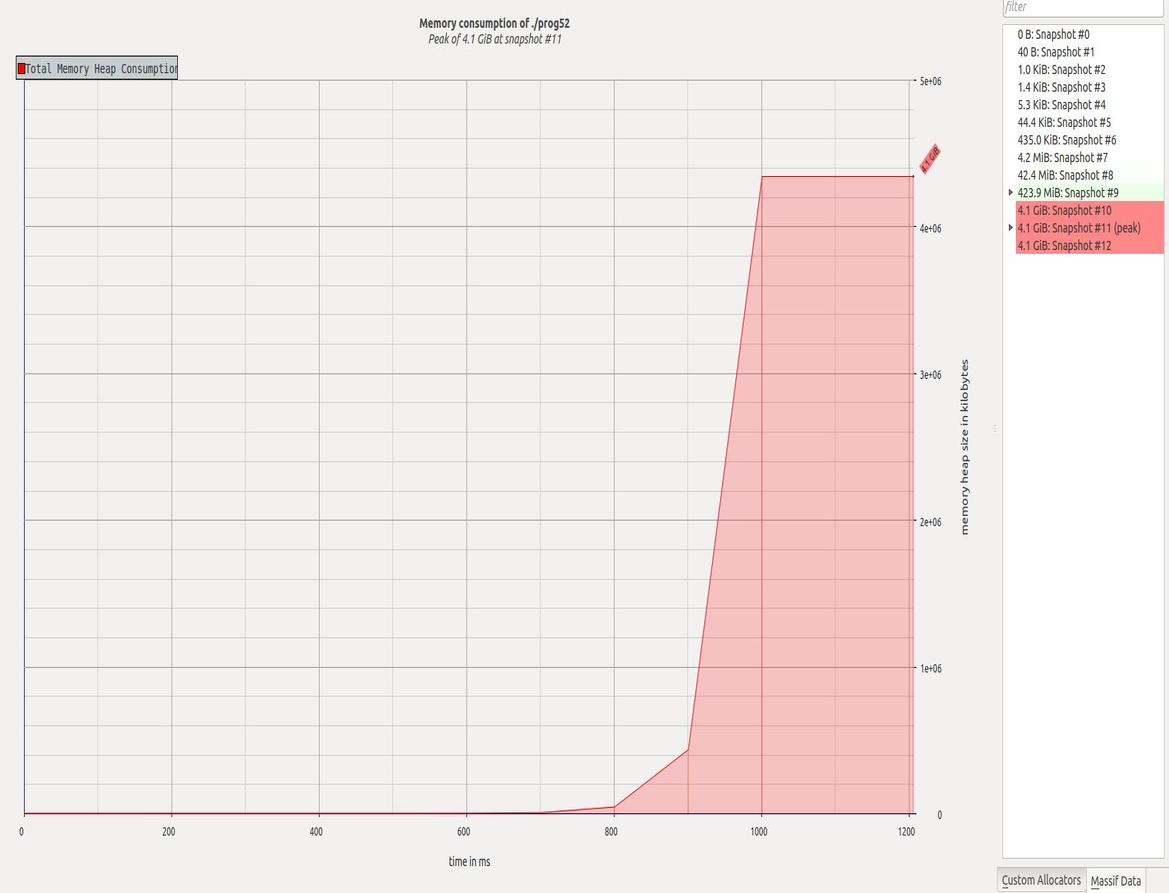 Memory consumption of ./prog52
Peak of 4.1 GiB at snapshot #11
Total Memory Heap Consumption
5e+06
4.1 GiB
4e+06
3e+06
2e+06
1e+06
0
memory heap size in kilobytes
0 200 400 600 800 1000 1200
time in ms
filter
0 B: Snapshot #0
40 B: Snapshot #1
1.0 KiB: Snapshot #2
1.4 KiB: Snapshot #3
5.3 KiB: Snapshot #4
44.4 KiB: Snapshot #5
435.0 KiB: Snapshot #6
4.2 MiB: Snapshot #7
42.4 MiB: Snapshot #8
423.9 MiB: Snapshot #9
4.1 GiB: Snapshot #10
4.1 GiB: Snapshot #11 (peak)
4.1 GiB: Snapshot #12
Custom Allocators Massif Data